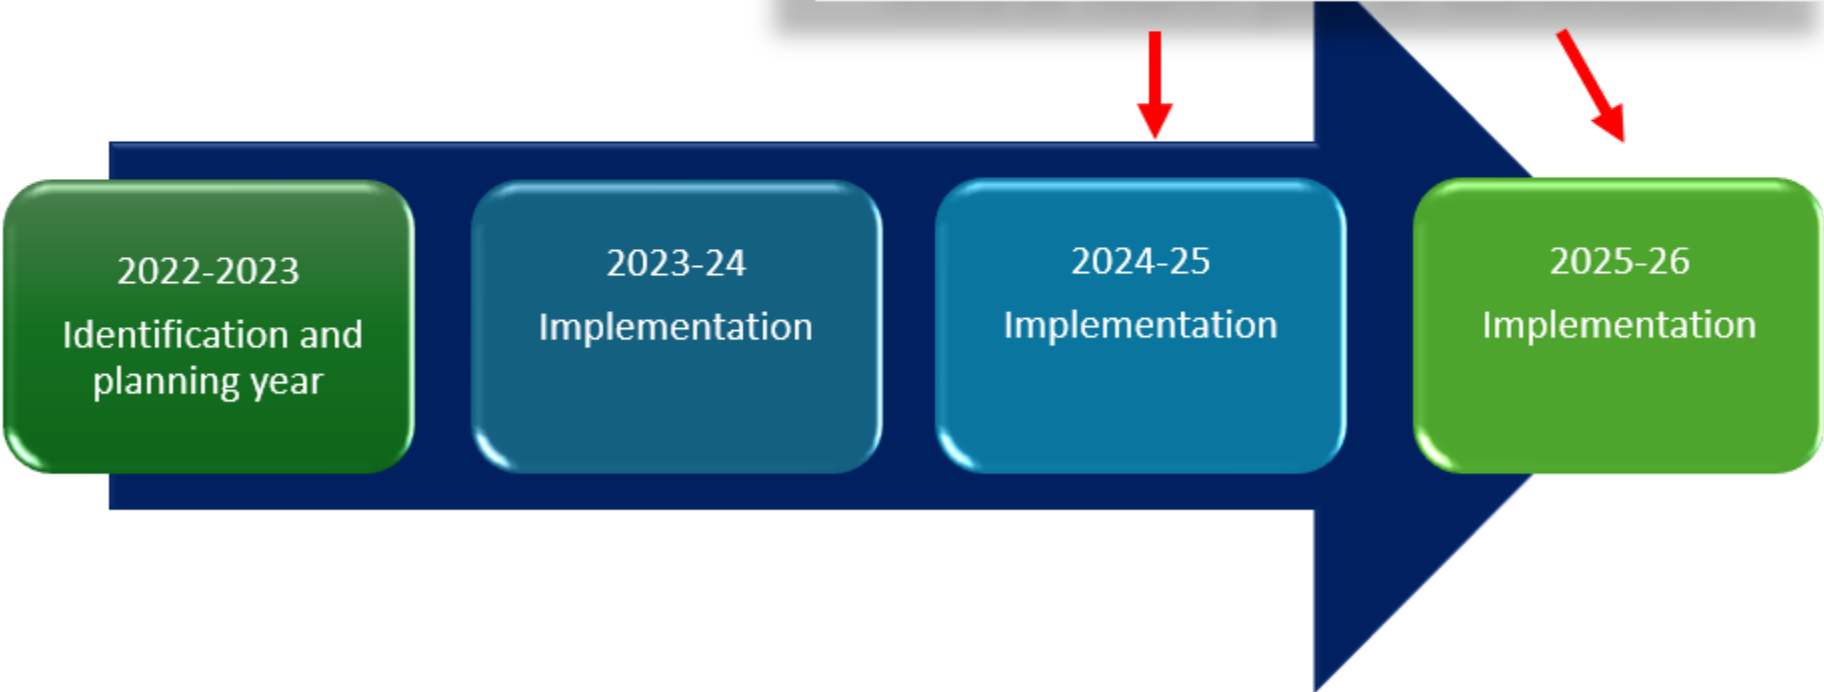 2022-2023
Identification and
planning year
2023-24
Implementation
2024-25
Implementation
2025-26
Implementation